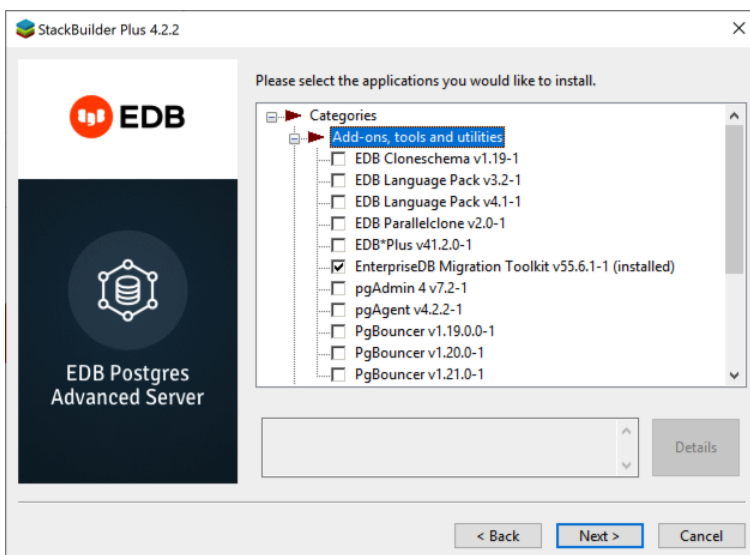 StackBuilder Plus 4.2.2
EDB
EDB Postgres
Advanced Server
Please select the applications you would like to install.
Categories
Add-ons, tools and utilities
EDB Cloneschema v1.19-1
EDB Language Pack v3.2-1
EDB Language Pack v4.1-1
EDB Parallelclone v2.0-1
EDB*Plus v41.2.0-1
EnterpriseDB Migration Toolkit v55.6.1-1 (installed)
pgAdmin 4 v7.2-1
pgAgent v4.2.2-1
PgBouncer v1.19.0.0-1
PgBouncer v1.20.0-1
PgBouncer v1.21.0-1
Details
< Back
Next >
Cancel